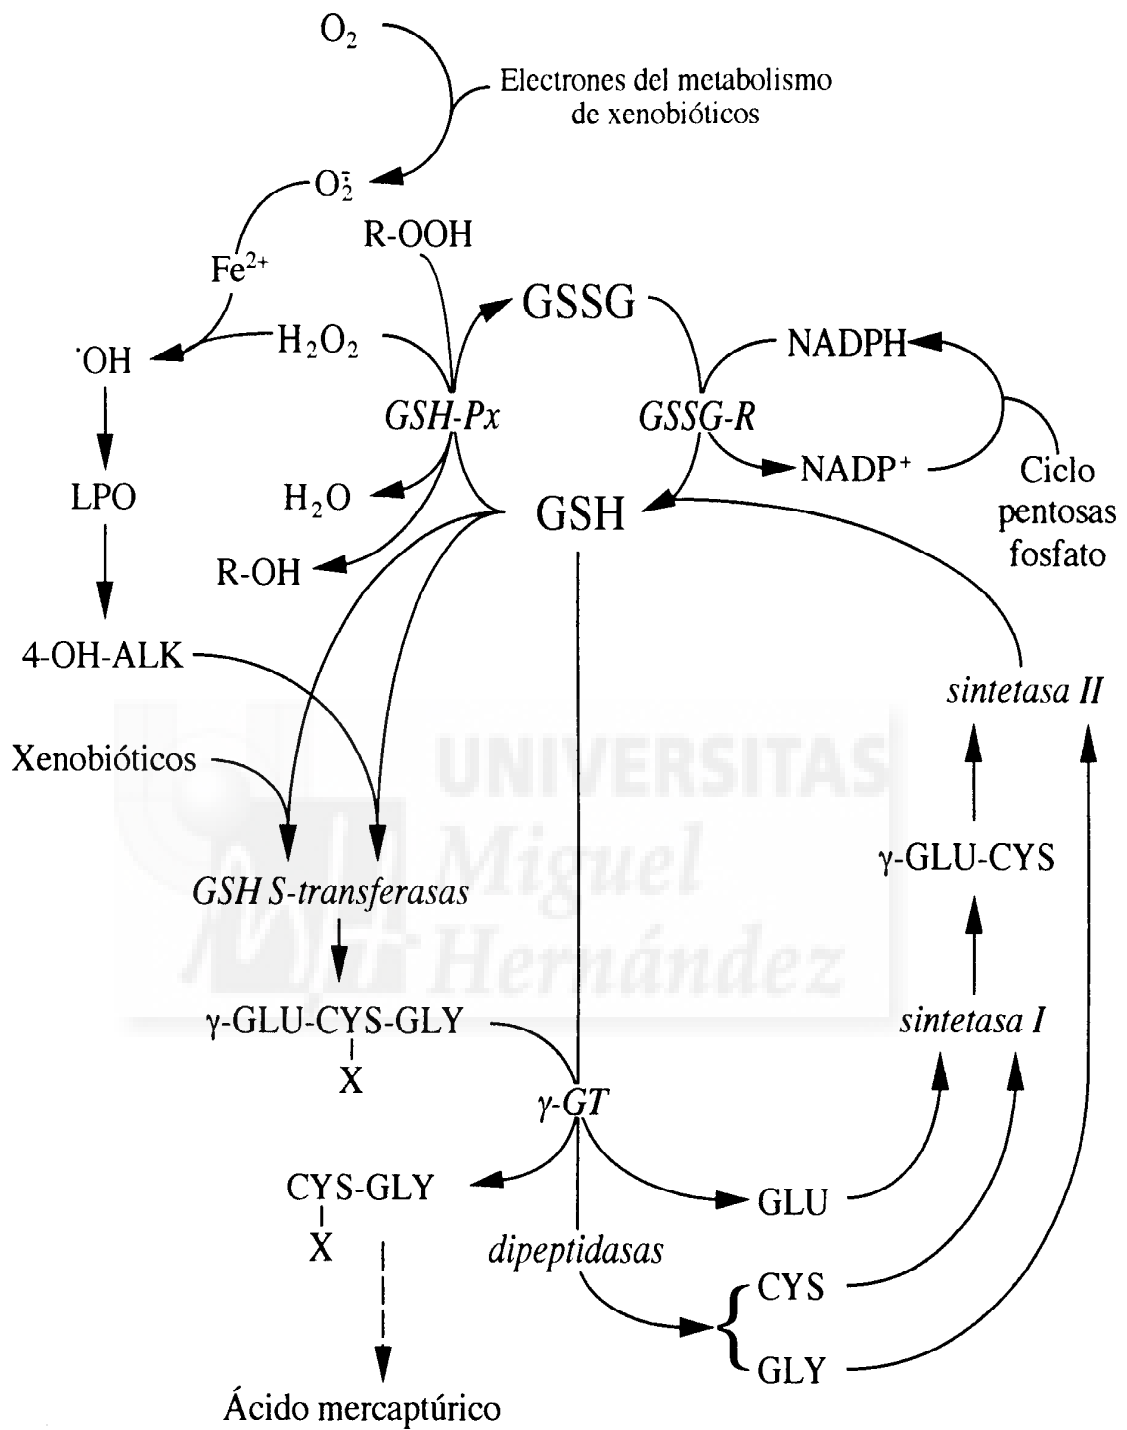 O₂
Electrones del metabolismo
de xenobióticos
O₂⨪
R-OOH
Fe²⁺
GSSG
˙OH
H₂O₂
NADPH
GSH-Px
GSSG-R
LPO
H₂O
GSH
NADP⁺
Ciclo
pentosas
fosfato
R-OH
4-OH-ALK
sintetasa II
Xenobióticos
UNIVERSITAS
Miguel
Hernández
γ-GLU-CYS
GSH S-transferasas
γ-GLU-CYS-GLY
X
sintetasa I
γ-GT
CYS-GLY
X
GLU
dipeptidasas
CYS
GLY
Ácido mercaptúrico